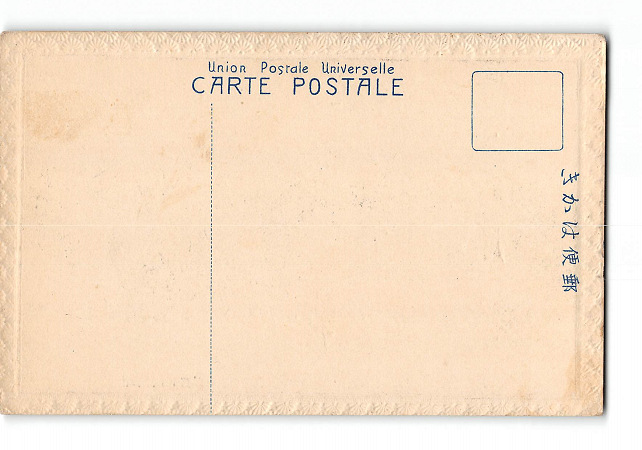 Union Postale Universelle
CARTE POSTALE
きかは便郵